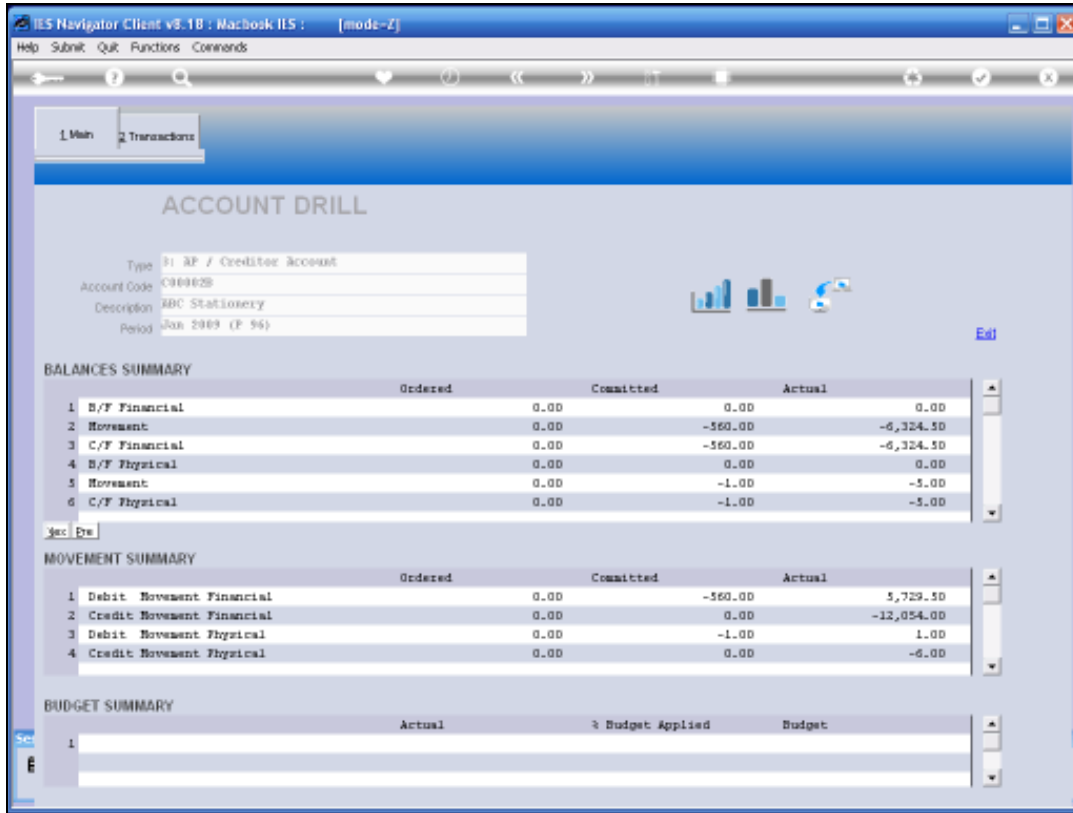 IES Navigator Client v8.18 : Macbook IES : [mode=Z]
Help Submit Quit Functions Commands
1 Main 2 Transactions
ACCOUNT DRILL
Type 3: AP / Creditor Account
Account Code C00002B
Description ABC Stationery
Period Jan 2009 (P 96)
Exit
BALANCES SUMMARY
Ordered Committed Actual
1 B/F Financial 0.00 0.00 0.00
2 Movement 0.00 -560.00 -6,324.50
3 C/F Financial 0.00 -560.00 -6,324.50
4 B/F Physical 0.00 0.00 0.00
5 Movement 0.00 -1.00 -5.00
6 C/F Physical 0.00 -1.00 -5.00
Pre
MOVEMENT SUMMARY
Ordered Committed Actual
1 Debit Movement Financial 0.00 -560.00 5,729.50
2 Credit Movement Financial 0.00 0.00 -12,054.00
3 Debit Movement Physical 0.00 -1.00 1.00
4 Credit Movement Physical 0.00 0.00 -6.00
BUDGET SUMMARY
Actual % Budget Applied Budget
1